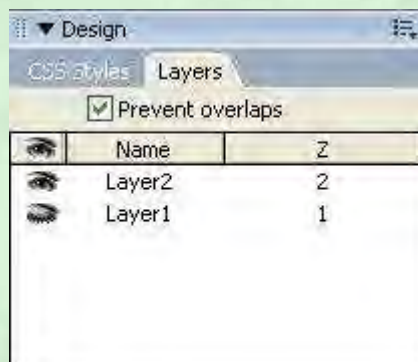 Design
CSS Styles Layers
Prevent overlaps
Name Z
Layer2 2
Layer1 1